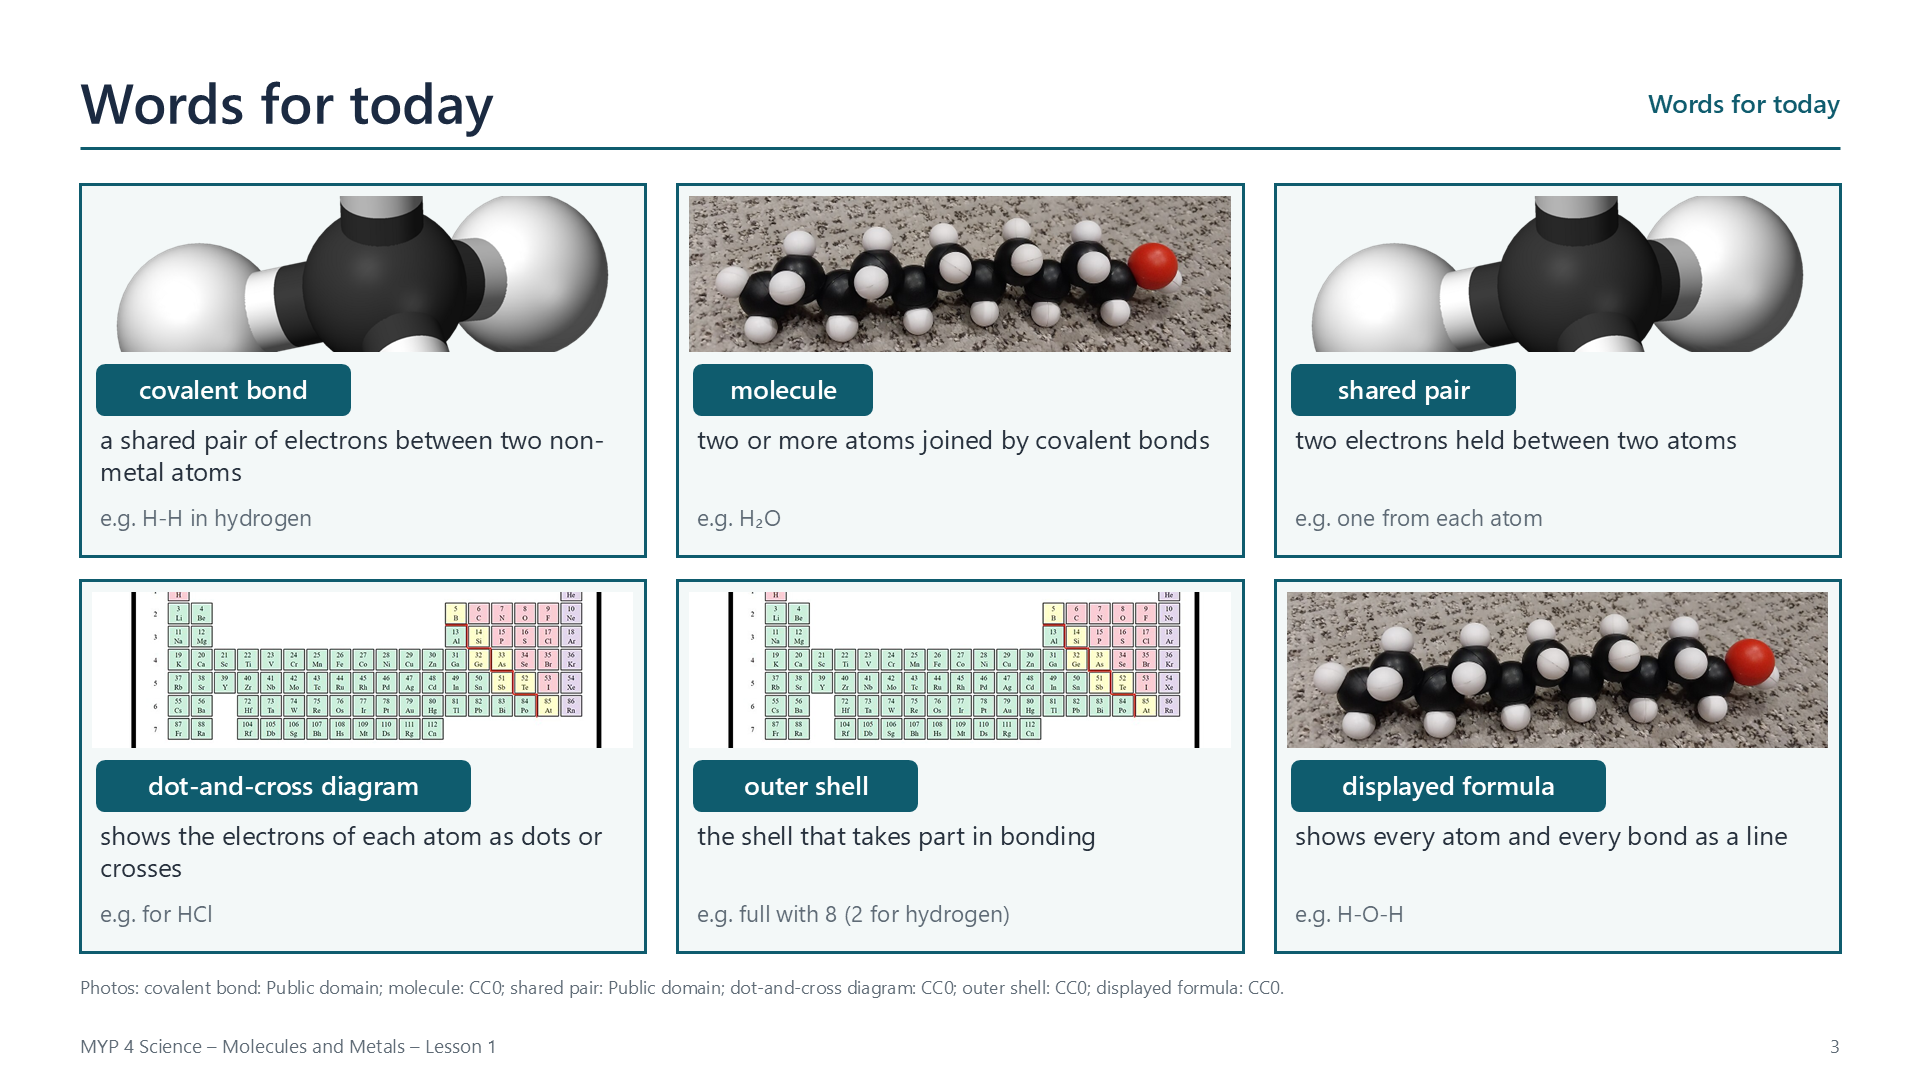 Words for today
Words for today
covalent bond
a shared pair of electrons between two non-
metal atoms
e.g. H-H in hydrogen
molecule
two or more atoms joined by covalent bonds
e.g. H₂O
shared pair
two electrons held between two atoms
e.g. one from each atom
dot-and-cross diagram
shows the electrons of each atom as dots or
crosses
e.g. for HCl
outer shell
the shell that takes part in bonding
e.g. full with 8 (2 for hydrogen)
displayed formula
shows every atom and every bond as a line
e.g. H-O-H
Photos: covalent bond: Public domain; molecule: CC0; shared pair: Public domain; dot-and-cross diagram: CC0; outer shell: CC0; displayed formula: CC0.
MYP 4 Science – Molecules and Metals – Lesson 1
3